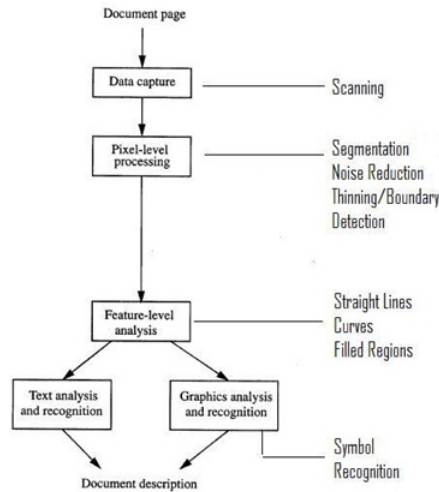 Document page
Data capture
Scanning
Pixel-level
processing
Segmentation
Noise Reduction
Thinning/Boundary
Detection
Feature-level
analysis
Straight Lines
Curves
Filled Regions
Text analysis
and recognition
Graphics analysis
and recognition
Symbol
Recognition
Document description